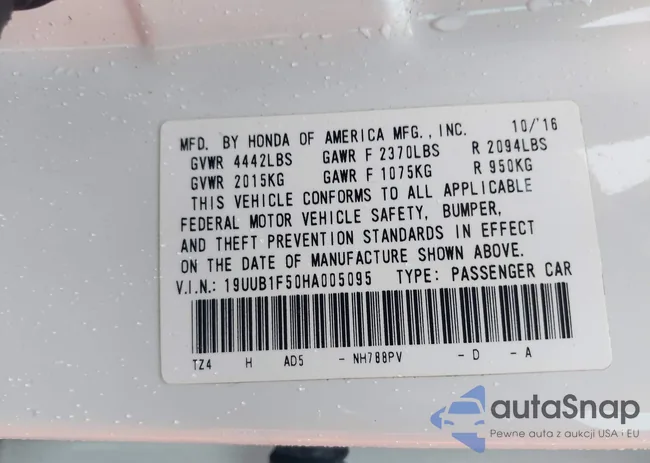 MFD. BY HONDA OF AMERICA MFG., INC. 10/'16
GVWR 4442LBS GAWR F 2370LBS R 2094LBS
GVWR 2015KG GAWR F 1075KG R 950KG
THIS VEHICLE CONFORMS TO ALL APPLICABLE
FEDERAL MOTOR VEHICLE SAFETY, BUMPER,
AND THEFT PREVENTION STANDARDS IN EFFECT
ON THE DATE OF MANUFACTURE SHOWN ABOVE.
V.I.N.: 19UUB1F50HA005095 TYPE: PASSENGER CAR
TZ4 H AD5 - NH788PV - D - A
autaSnap
Pewne auta z aukcji USA i EU